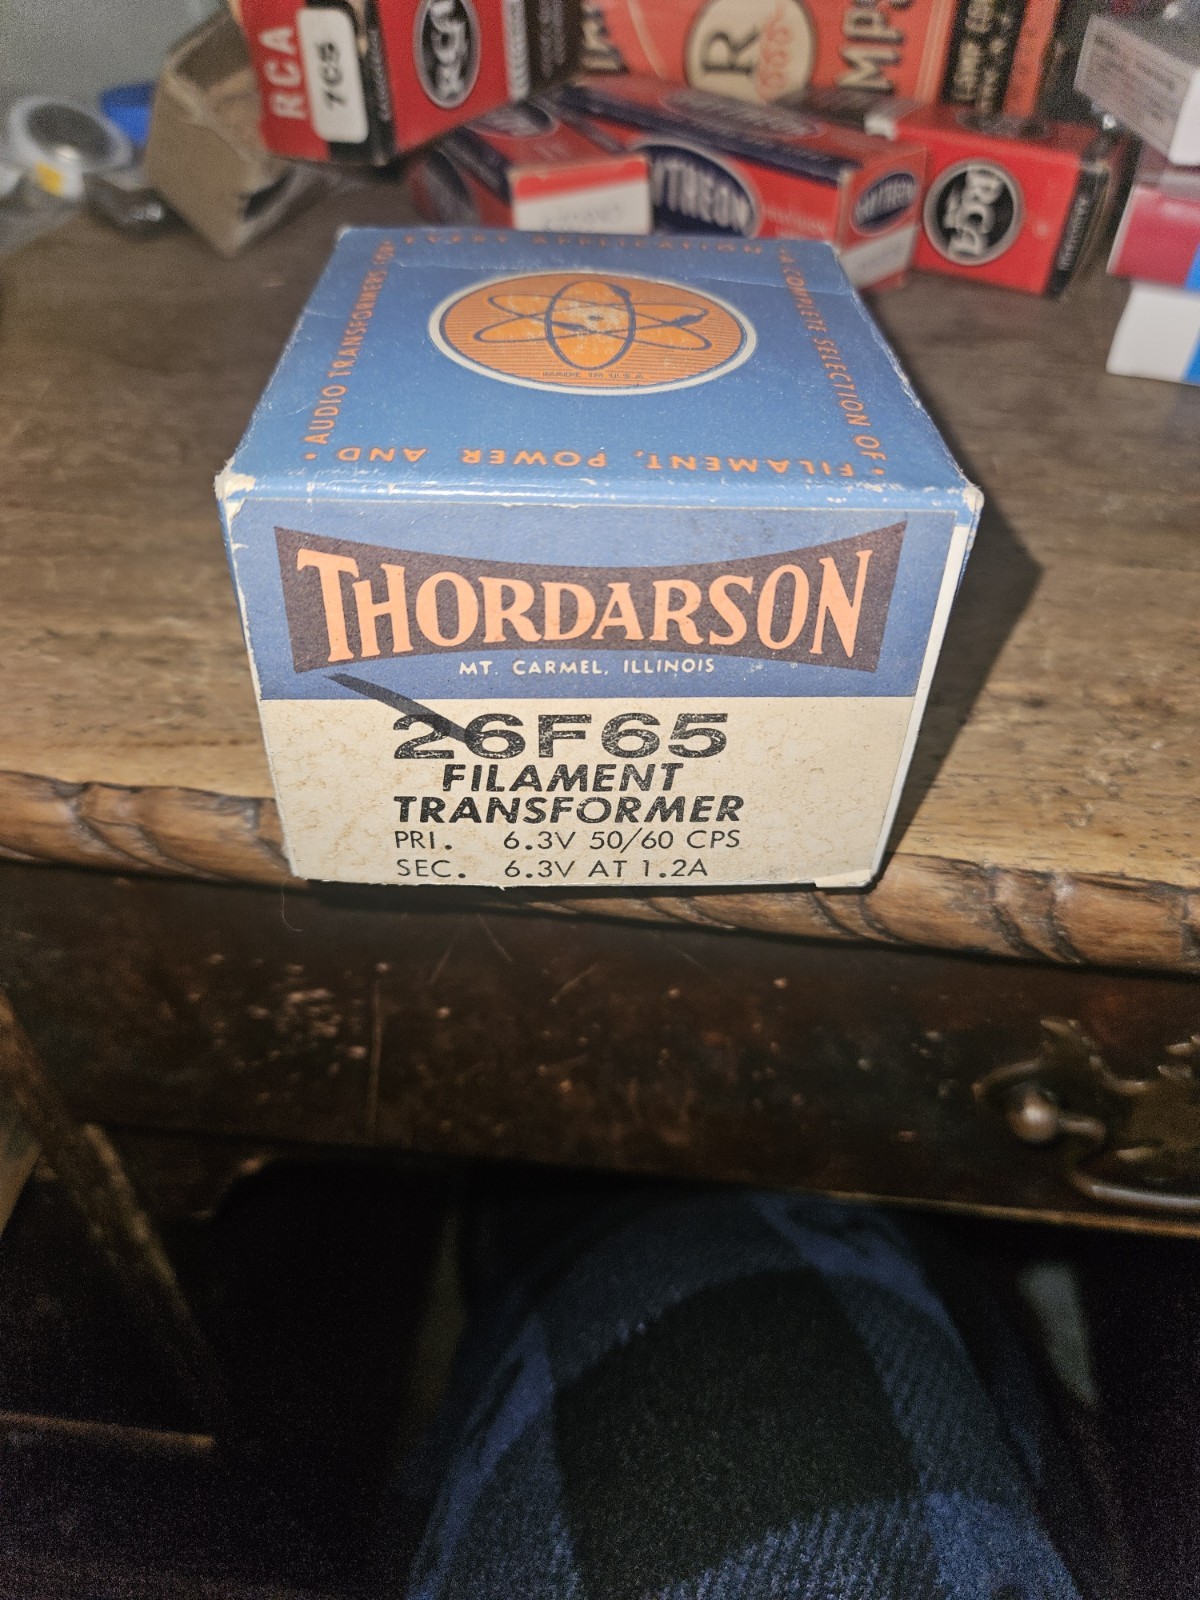 RCA
7C5
RCA
R
RCA
EVERY APPLICATION
• A COMPLETE SELECTION OF
• FILAMENT, POWER AND
• AUDIO TRANSFORMERS FOR
MADE IN U.S.A.
THORDARSON
MT. CARMEL, ILLINOIS
26F65
FILAMENT
TRANSFORMER
PRI. 6.3V 50/60 CPS
SEC. 6.3V AT 1.2A